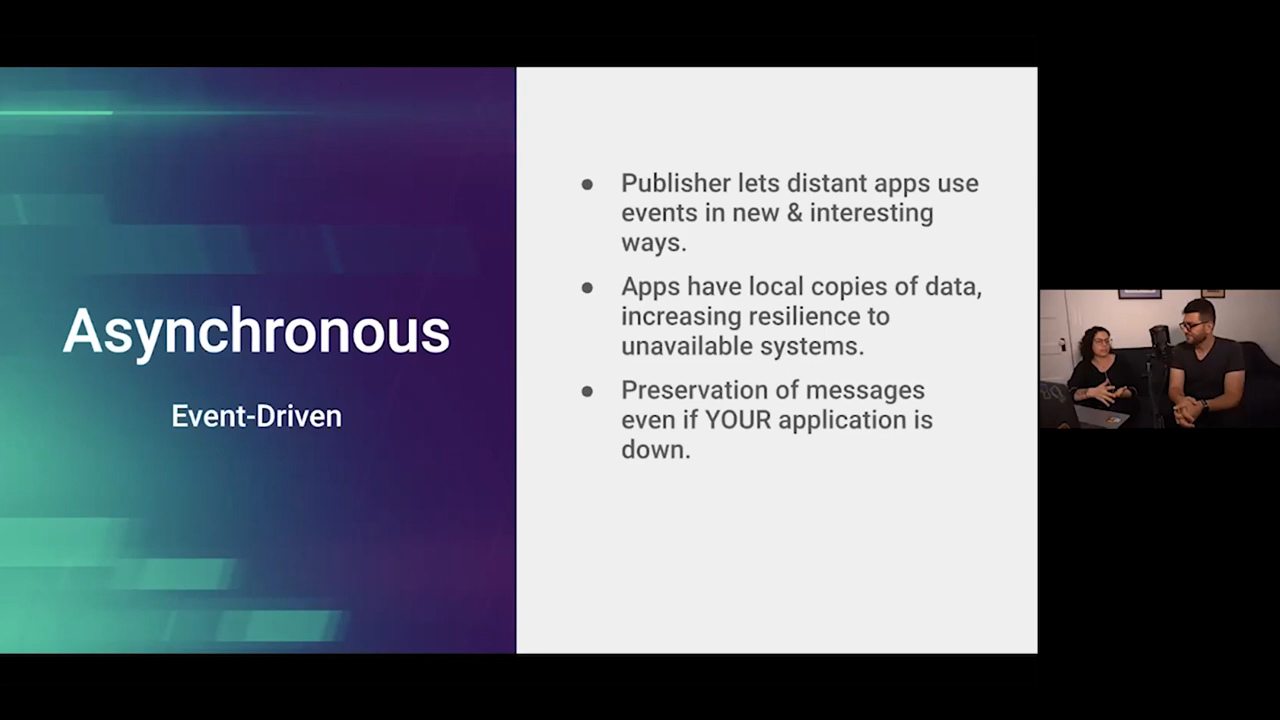 Asynchronous
Event-Driven
● Publisher lets distant apps use
events in new & interesting
ways.
● Apps have local copies of data,
increasing resilience to
unavailable systems.
● Preservation of messages
even if YOUR application is
down.